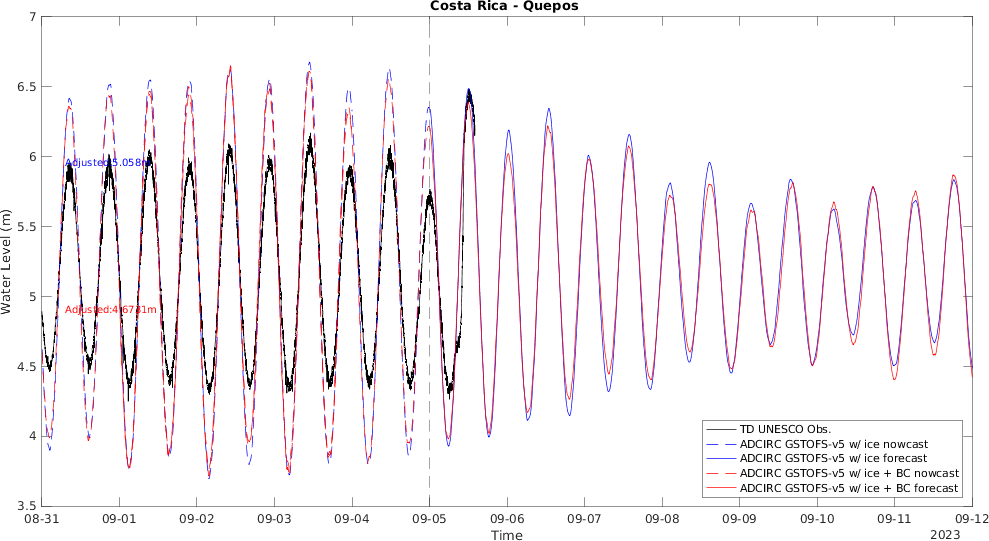 Costa Rica - Quepos
7
6.5
6
5.5
5
4.5
4
3.5
Water Level (m)
Adjusted:5.058m
Adjusted:4.6731m
TD UNESCO Obs.
ADCIRC GSTOFS-v5 w/ ice nowcast
ADCIRC GSTOFS-v5 w/ ice forecast
ADCIRC GSTOFS-v5 w/ ice + BC nowcast
ADCIRC GSTOFS-v5 w/ ice + BC forecast
08-31 09-01 09-02 09-03 09-04 09-05 09-06 09-07 09-08 09-09 09-10 09-11 09-12
Time
2023